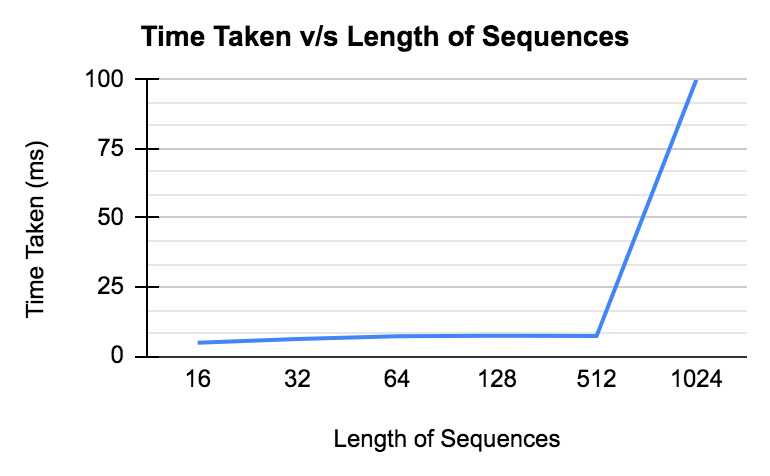 Time Taken v/s Length of Sequences
Time Taken (ms)
100
75
50
25
0
16 32 64 128 512 1024
Length of Sequences